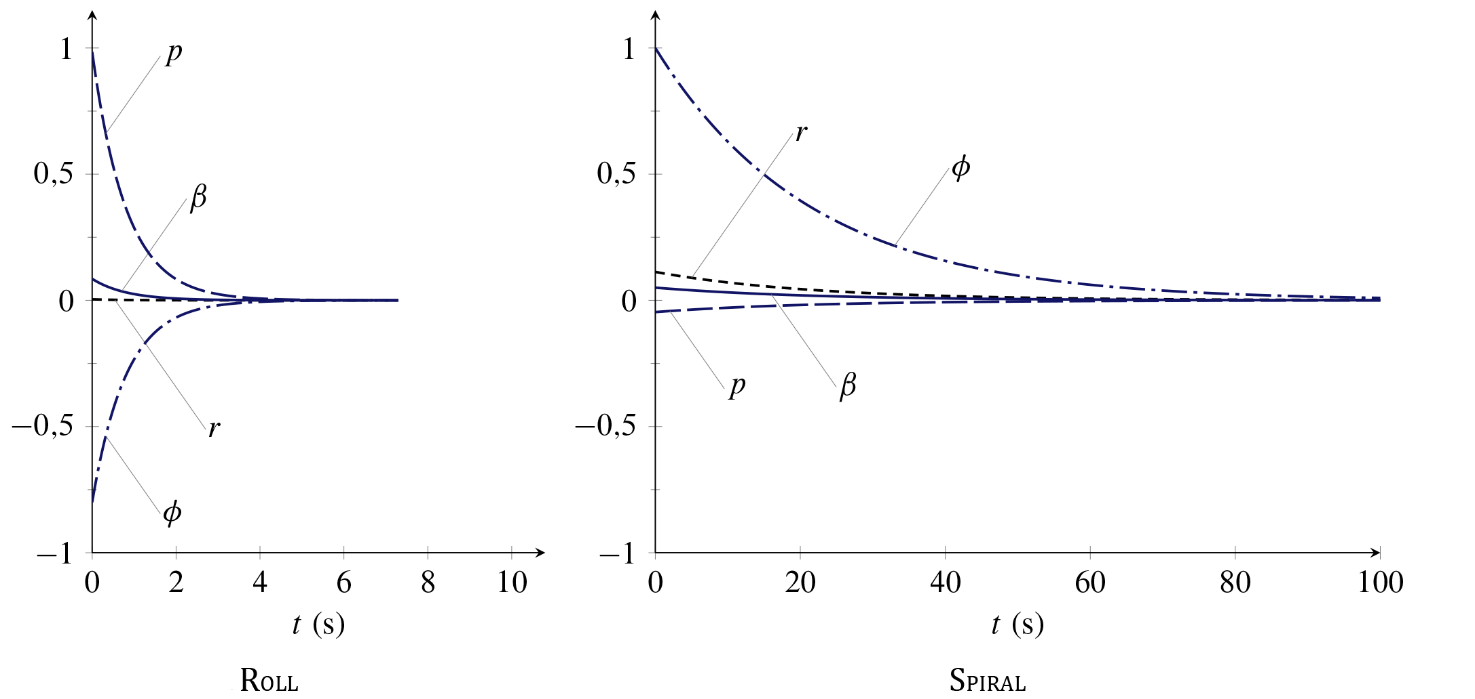 1
p
0,5
β
0
−0,5
r
ϕ
−1
0 2 4 6 8 10
t (s)
ROLL
1
r
0,5
ϕ
0
p
β
−0,5
−1
0 20 40 60 80 100
t (s)
SPIRAL